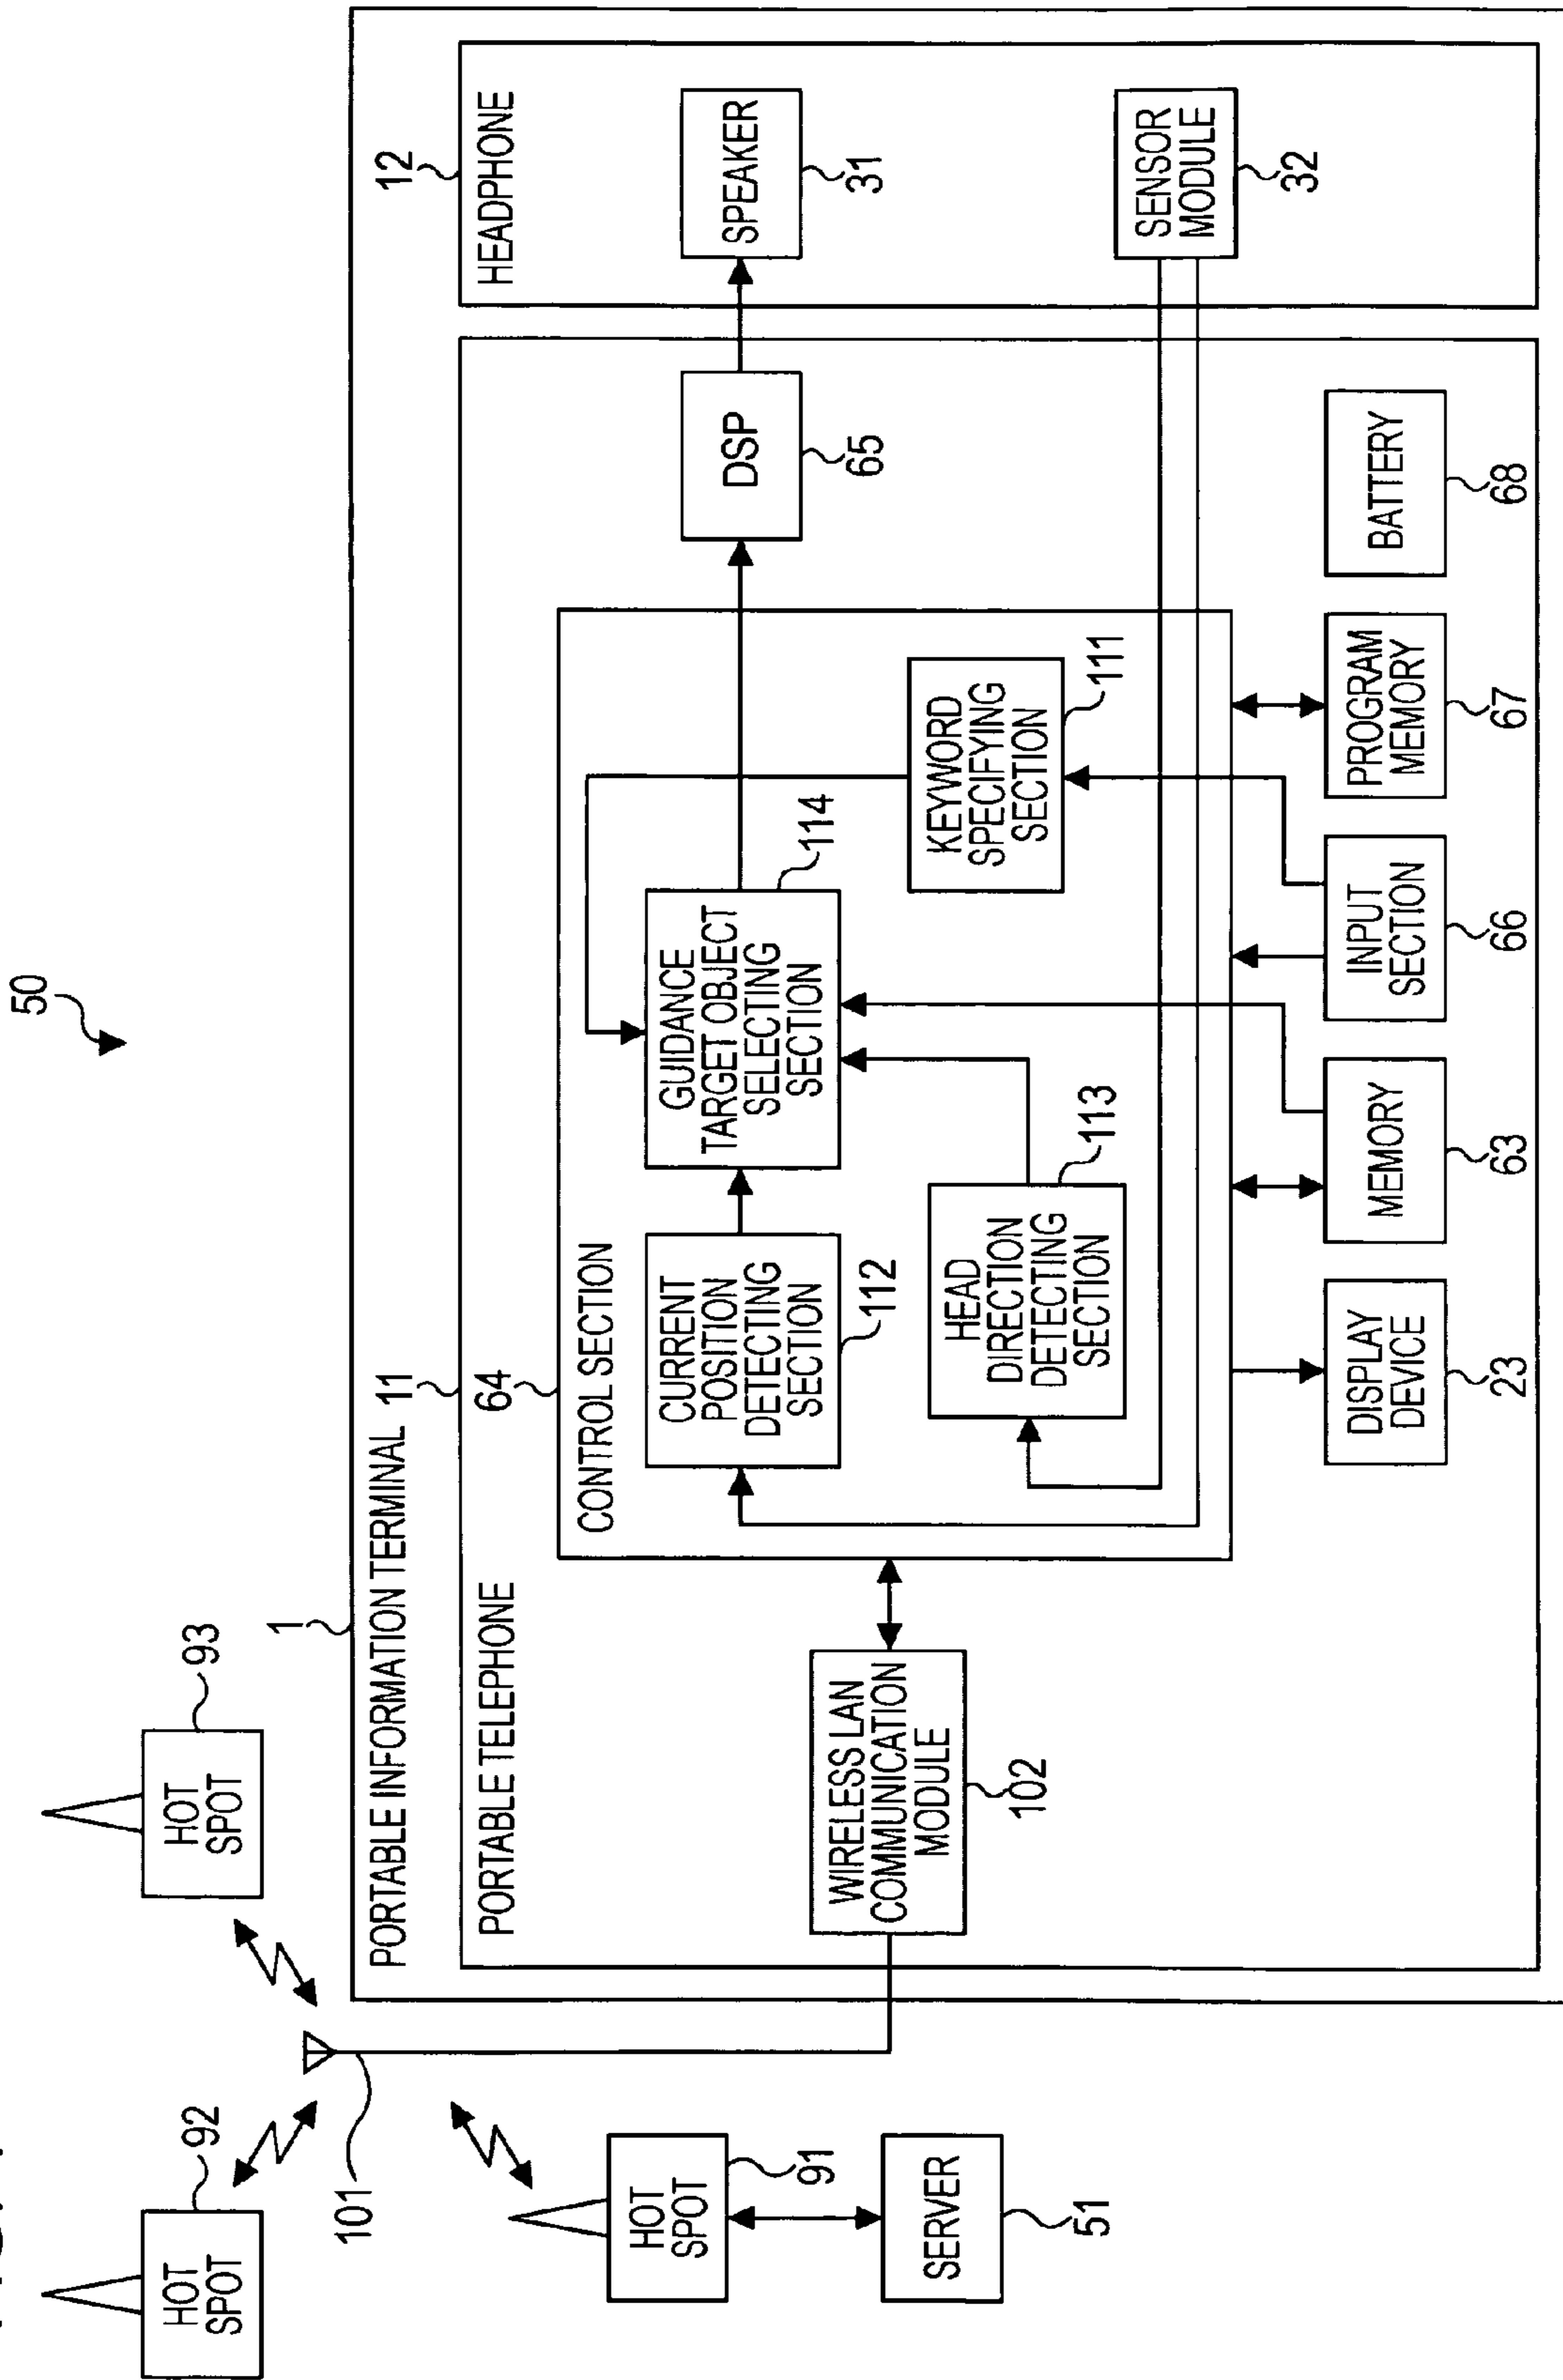 50
HOT
SPOT
92
HOT
SPOT
93
101
HOT
SPOT
91
SERVER
51
1
PORTABLE INFORMATION TERMINAL
11
PORTABLE TELEPHONE
WIRELESS LAN
COMMUNICATION
MODULE
102
64
CONTROL SECTION
CURRENT
POSITION
DETECTING
SECTION
112
GUIDANCE
TARGET OBJECT
SELECTING
SECTION
114
HEAD
DIRECTION
DETECTING
SECTION
113
KEYWORD
SPECIFYING
SECTION
111
DSP
65
DISPLAY
DEVICE
23
MEMORY
63
INPUT
SECTION
66
PROGRAM
MEMORY
67
BATTERY
68
12
HEADPHONE
SPEAKER
31
SENSOR
MODULE
32